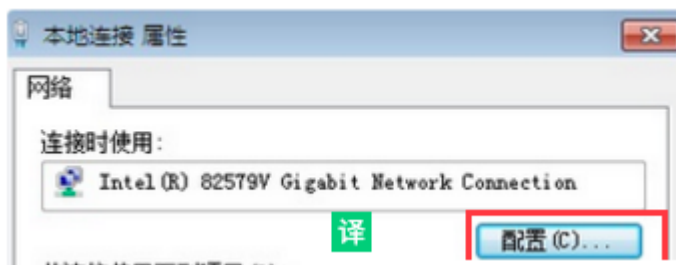 本地连接 属性
网络
连接时使用:
Intel(R) 82579V Gigabit Network Connection
译
配置(C)...